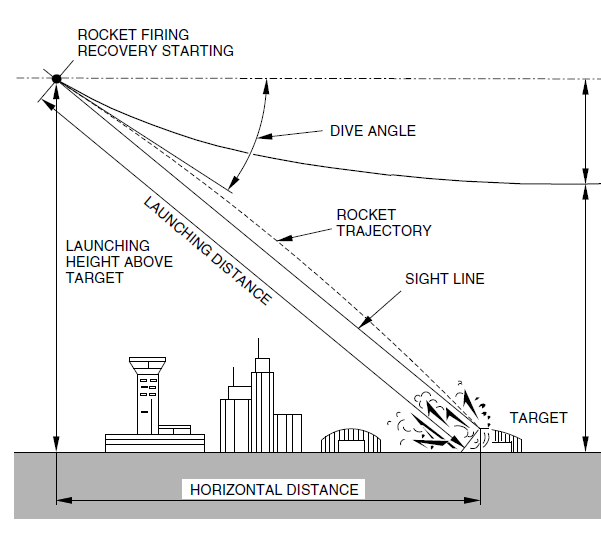 ROCKET FIRING
RECOVERY STARTING
DIVE ANGLE
LAUNCHING DISTANCE
ROCKET
TRAJECTORY
LAUNCHING
HEIGHT ABOVE
TARGET
SIGHT LINE
TARGET
HORIZONTAL DISTANCE